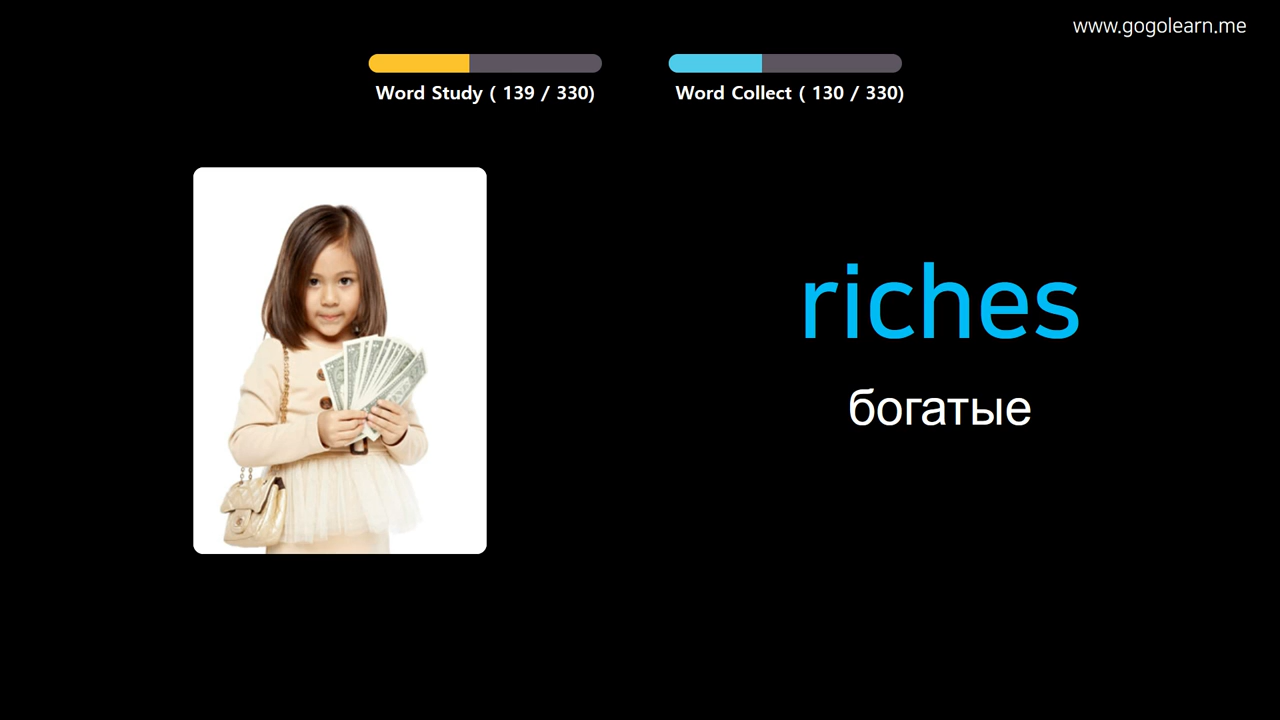 www.gogolearn.me
Word Study ( 139 / 330)
Word Collect ( 130 / 330)
riches
богатые